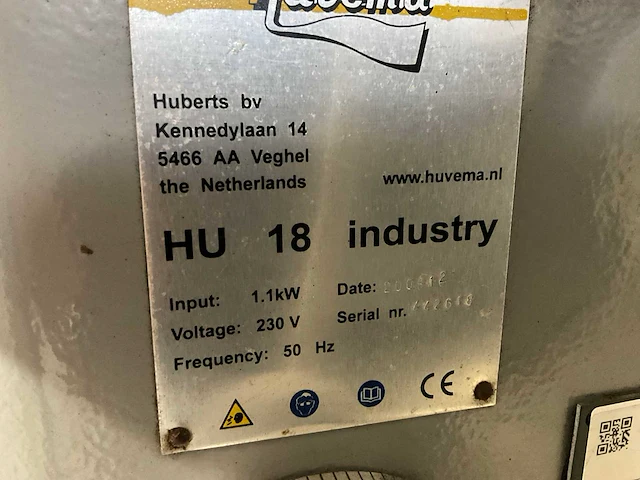 Huberts bv
Kennedylaan 14
5466 AA Veghel
the Netherlands
www.huvema.nl
HU 18 industry
Input: 1.1kW
Date:
Voltage: 230 V
Serial nr.
Frequency: 50 Hz
CE